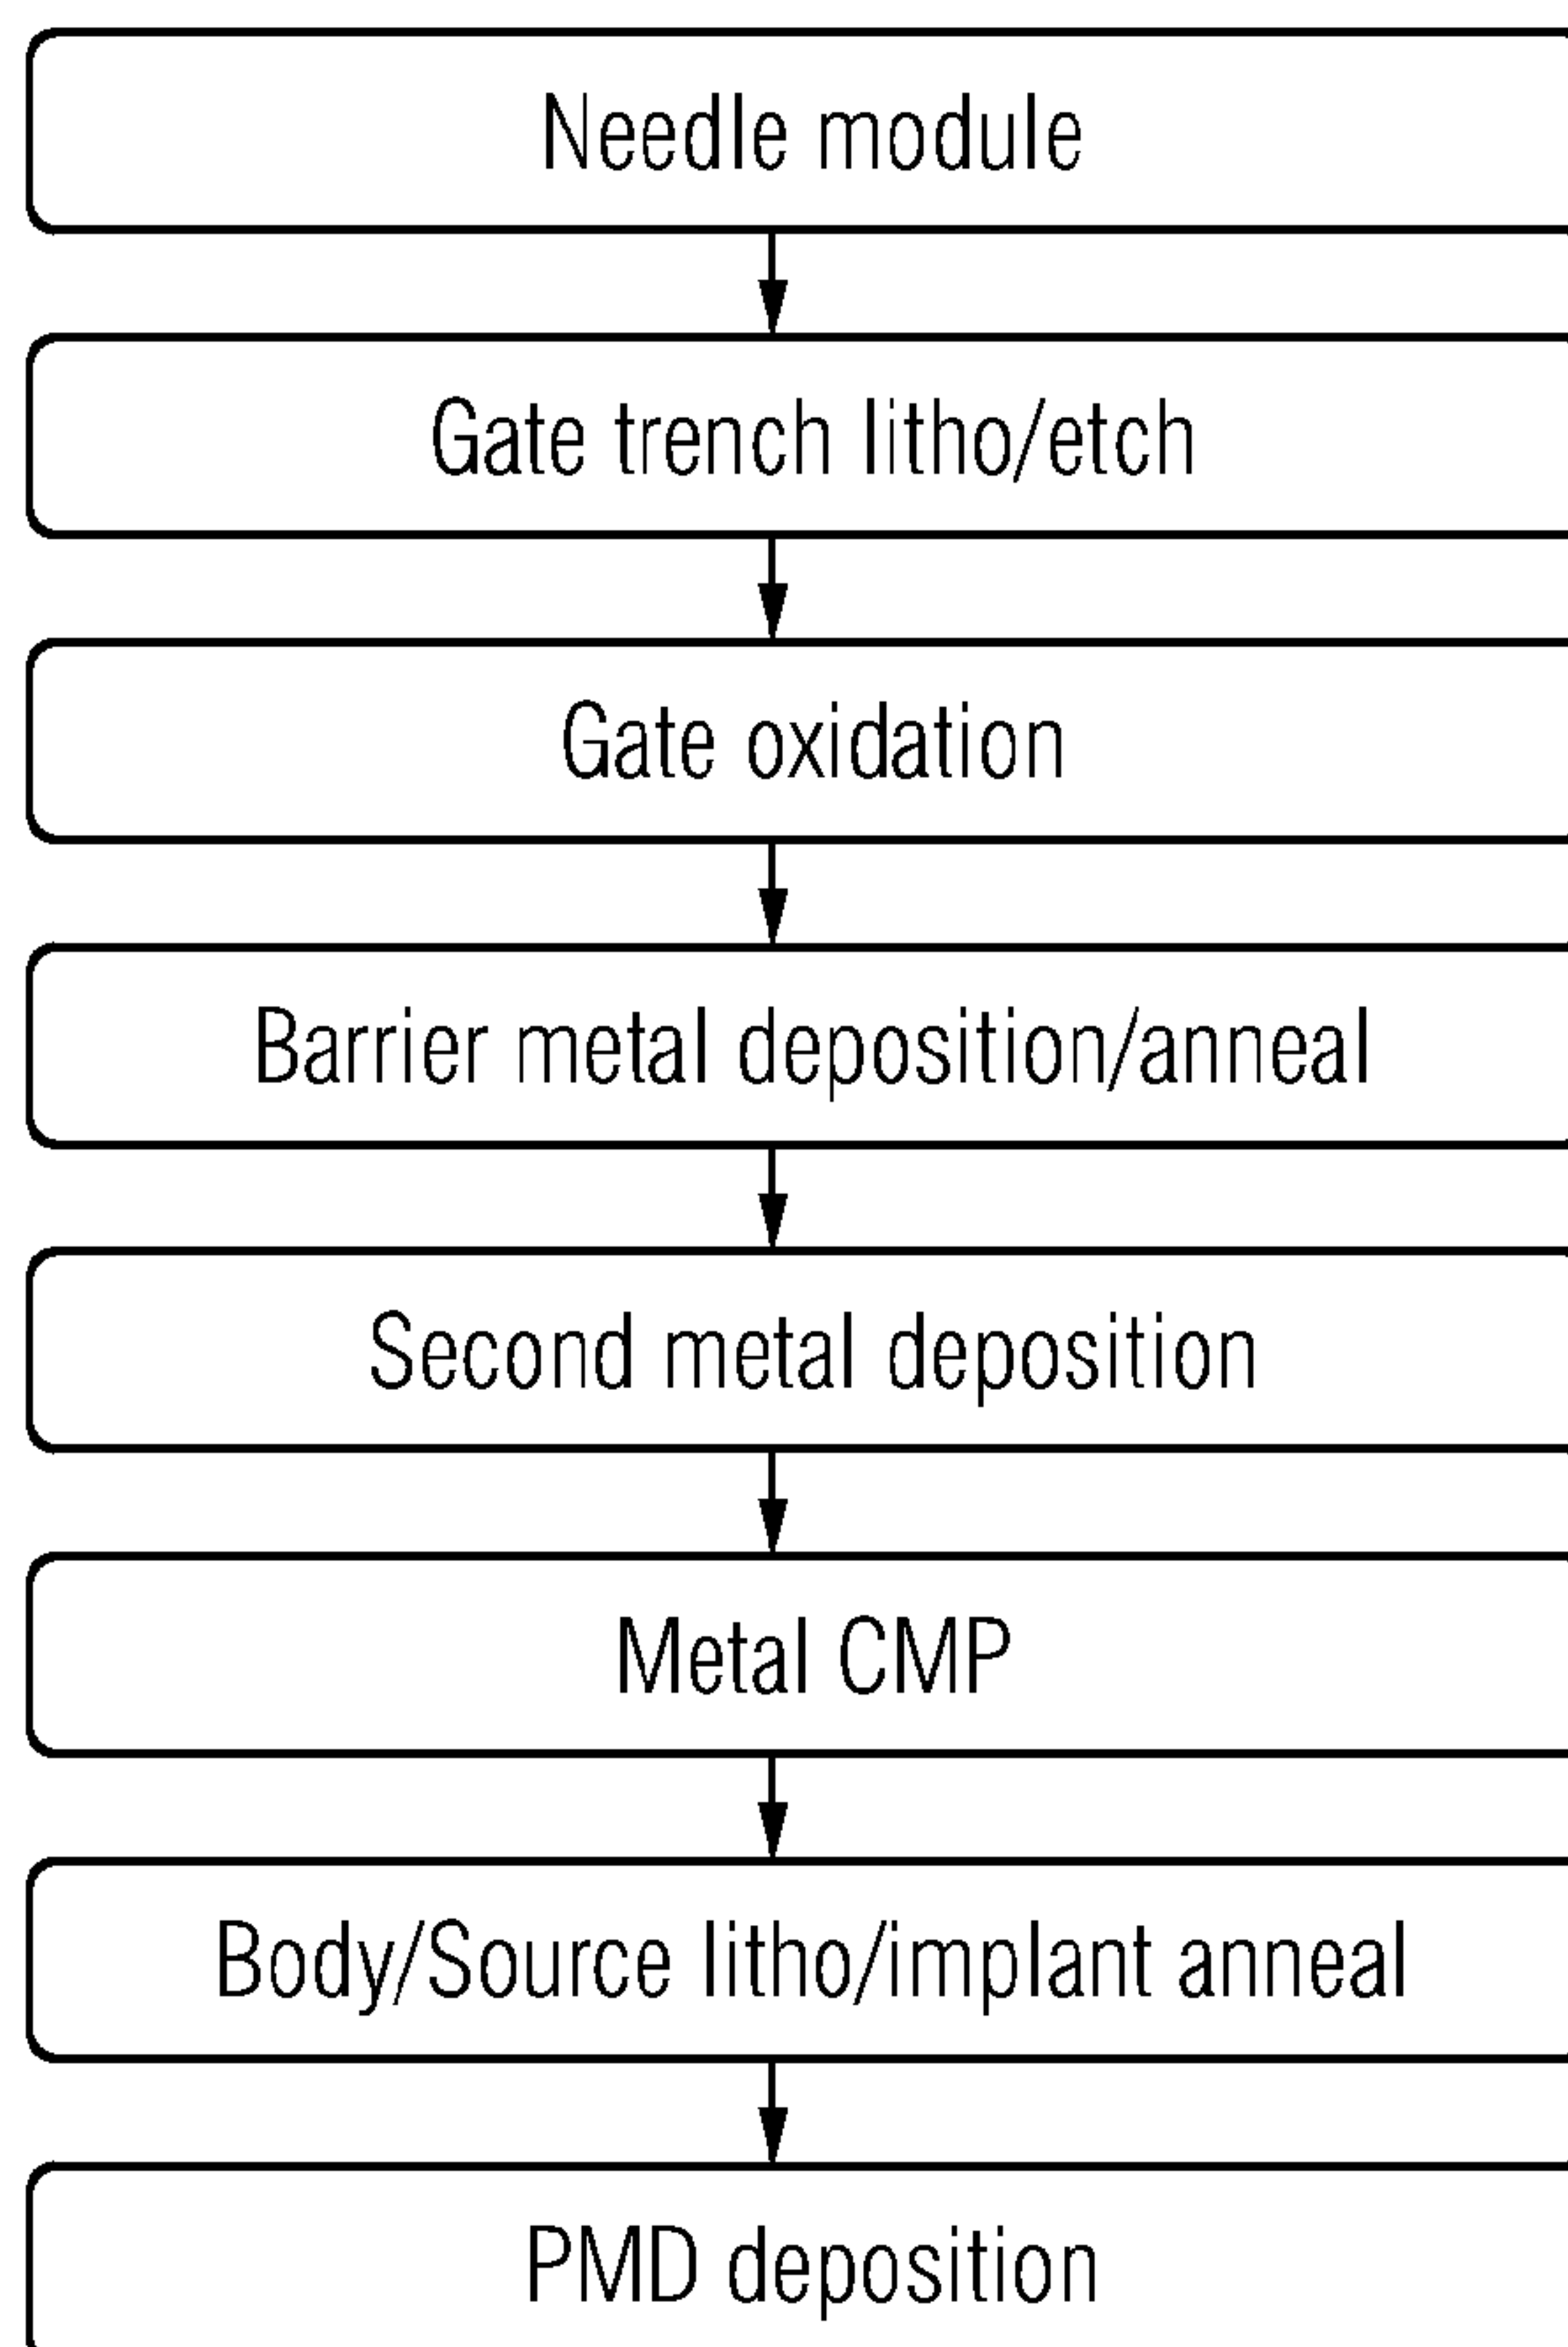 Needle module
Gate trench litho/etch
Gate oxidation
Barrier metal deposition/anneal
Second metal deposition
Metal CMP
Body/Source litho/implant anneal
PMD deposition